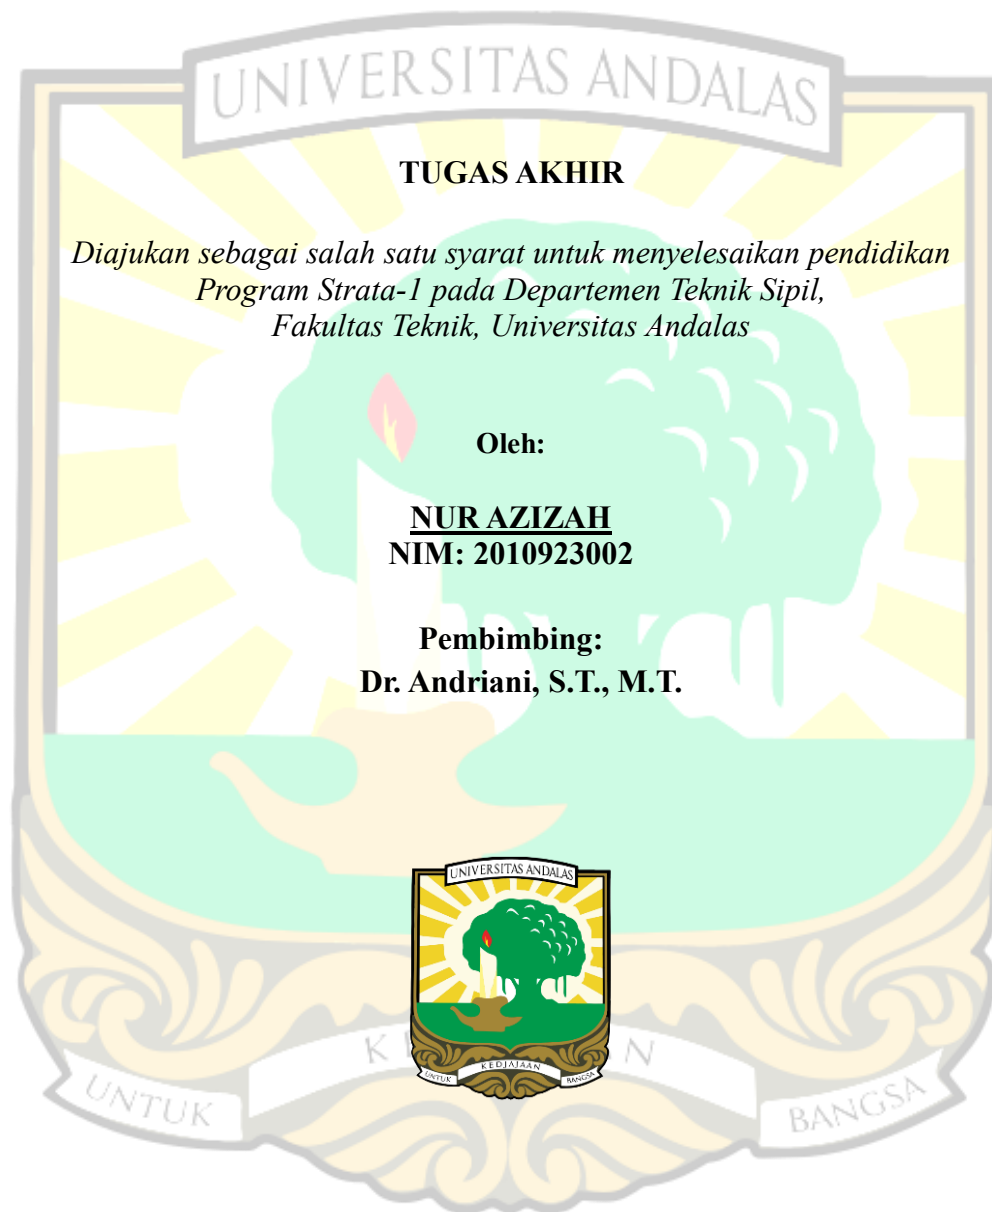 UNIVERSITAS ANDALAS
TUGAS AKHIR
Diajukan sebagai salah satu syarat untuk menyelesaikan pendidikan
Program Strata-1 pada Departemen Teknik Sipil,
Fakultas Teknik, Universitas Andalas
Oleh:
NUR AZIZAH
NIM: 2010923002
Pembimbing:
Dr. Andriani, S.T., M.T.
UNIVERSITAS ANDALAS
UNTUK
KEDJAJAAN
BANGSA
UNTUK
K N
BANGSA